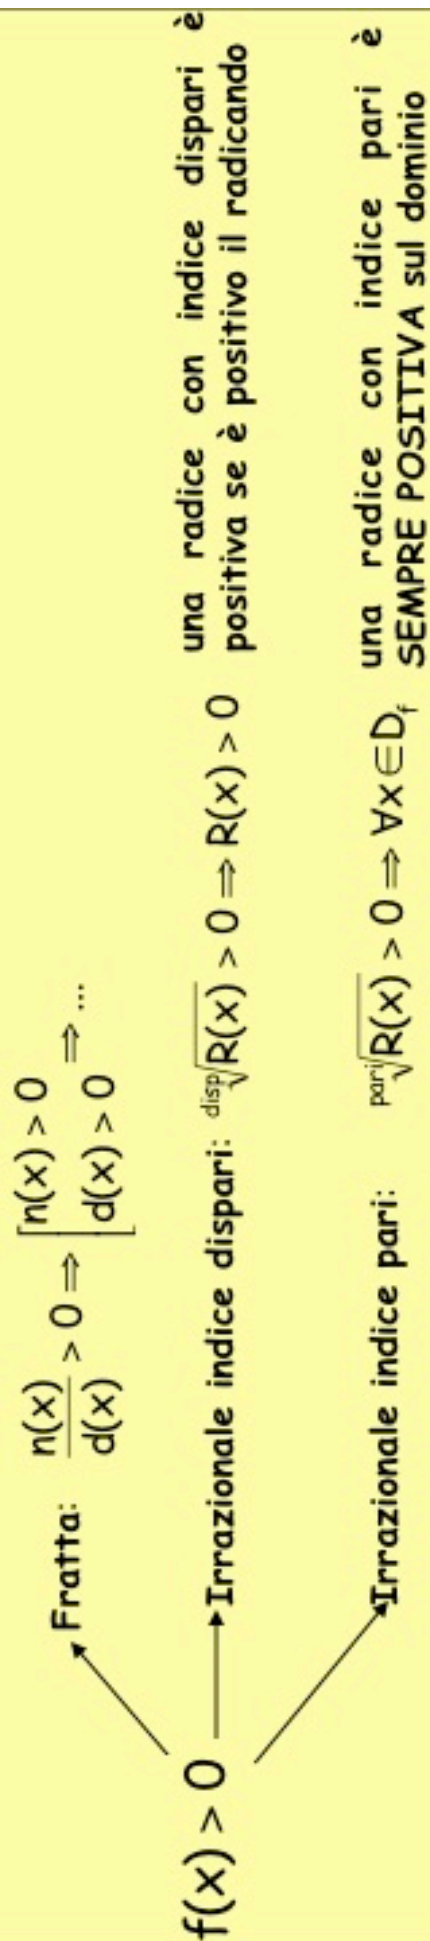 f(x) > 0
Fratta: n(x)/d(x) > 0 ⇒ [n(x) > 0 d(x) > 0 ⇒ ...
Irrazionale indice dispari: disp√R(x) > 0 ⇒ R(x) > 0
una radice con indice dispari è
positiva se è positivo il radicando
Irrazionale indice pari: pari√R(x) > 0 ⇒ ∀x∈D_f
una radice con indice pari è
SEMPRE POSITIVA sul dominio